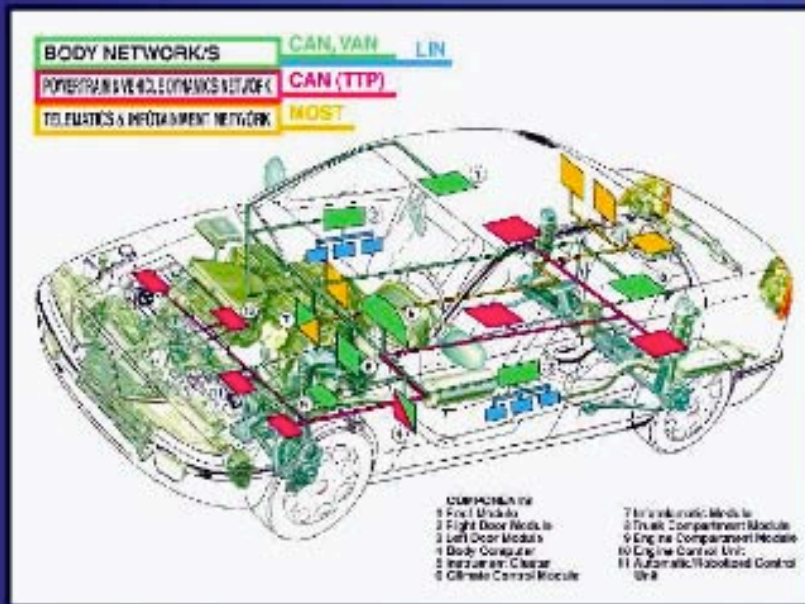 BODY NETWORK'S CAN, VAN LIN
POWERTRAIN & VEHICLE DYNAMICS NETWORK CAN (TTP)
TELEMATICS & INFOTAINMENT NETWORK MOST
COMPONENTS
1 Roof Module
2 Right Door Module
3 Left Door Module
4 Body Computer
5 Instrument Cluster
6 Climate Control Module
7 Infotelematic Module
8 Trunk Compartment Module
9 Engine Compartment Module
10 Engine Control Unit
11 Automatic/Robotized Control
Unit